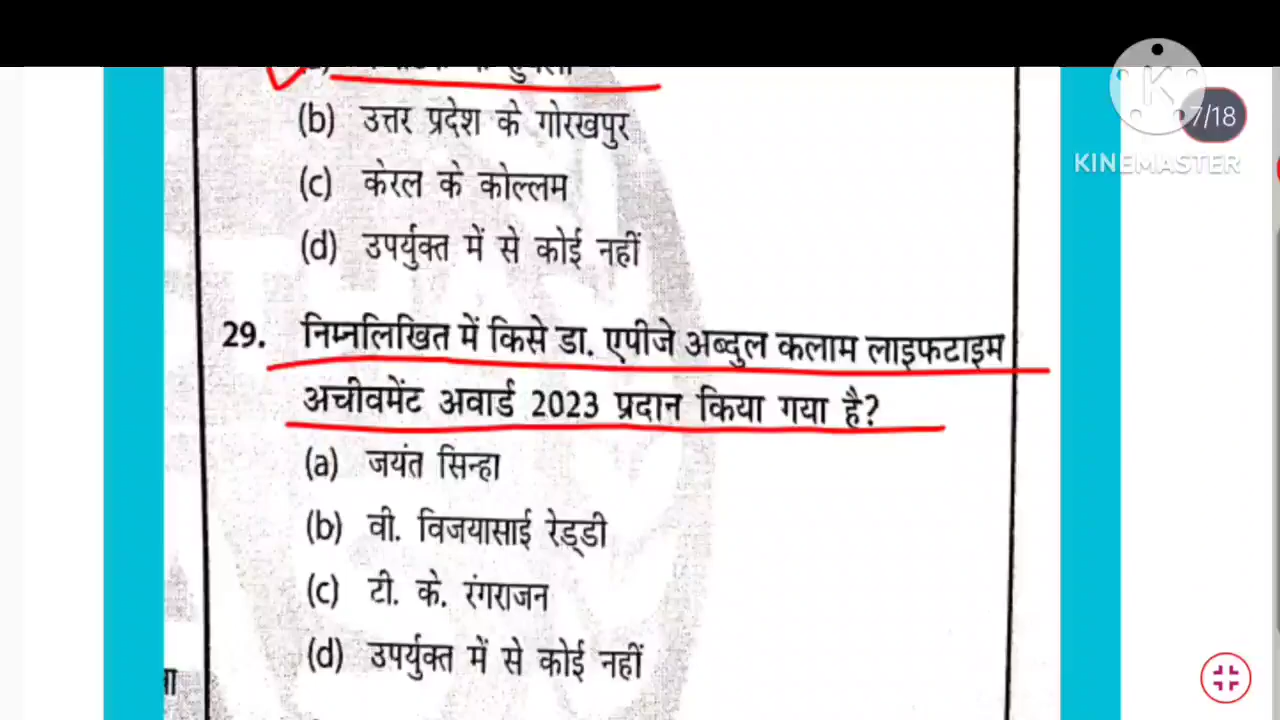 7/18
KINEMASTER
(b) उत्तर प्रदेश के गोरखपुर
(c) केरल के कोल्लम
(d) उपर्युक्त में से कोई नहीं
29. निम्नलिखित में किसे डा. एपीजे अब्दुल कलाम लाइफटाइम
अचीवमेंट अवार्ड 2023 प्रदान किया गया है?
(a) जयंत सिन्हा
(b) वी. विजयासाई रेड्डी
(c) टी. के. रंगराजन
(d) उपर्युक्त में से कोई नहीं